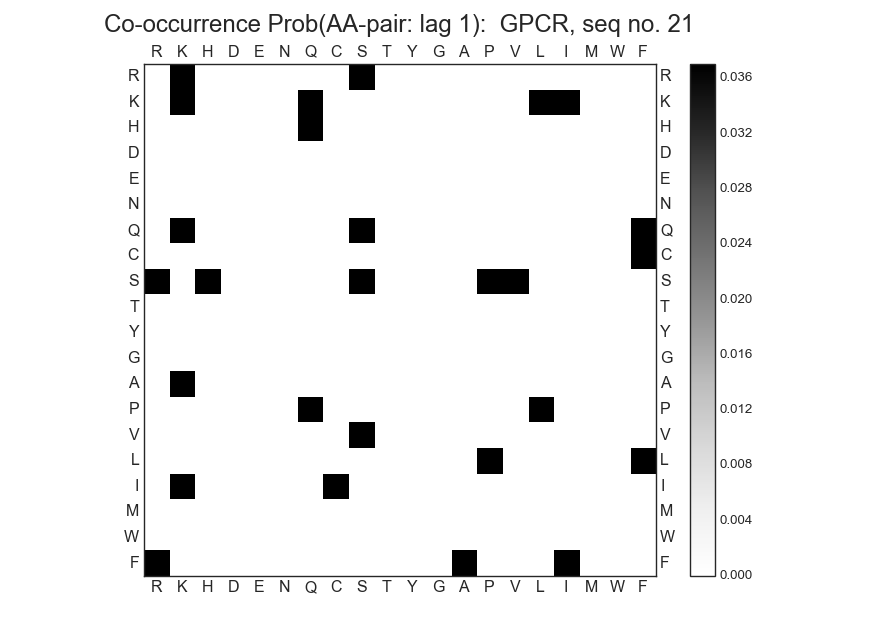 Co-occurrence Prob(AA-pair: lag 1):  GPCR, seq no. 21
R K H D E N Q C S T Y G A P V L I M W F
R R 0.036
K K
H H 0.032
D D
E E 0.028
N N
Q Q 0.024
C C
S S 0.020
T T
Y Y
G G 0.016
A A
P P 0.012
V V
L L 0.008
I I
M M 0.004
W W
F F 0.000
R K H D E N Q C S T Y G A P V L I M W F